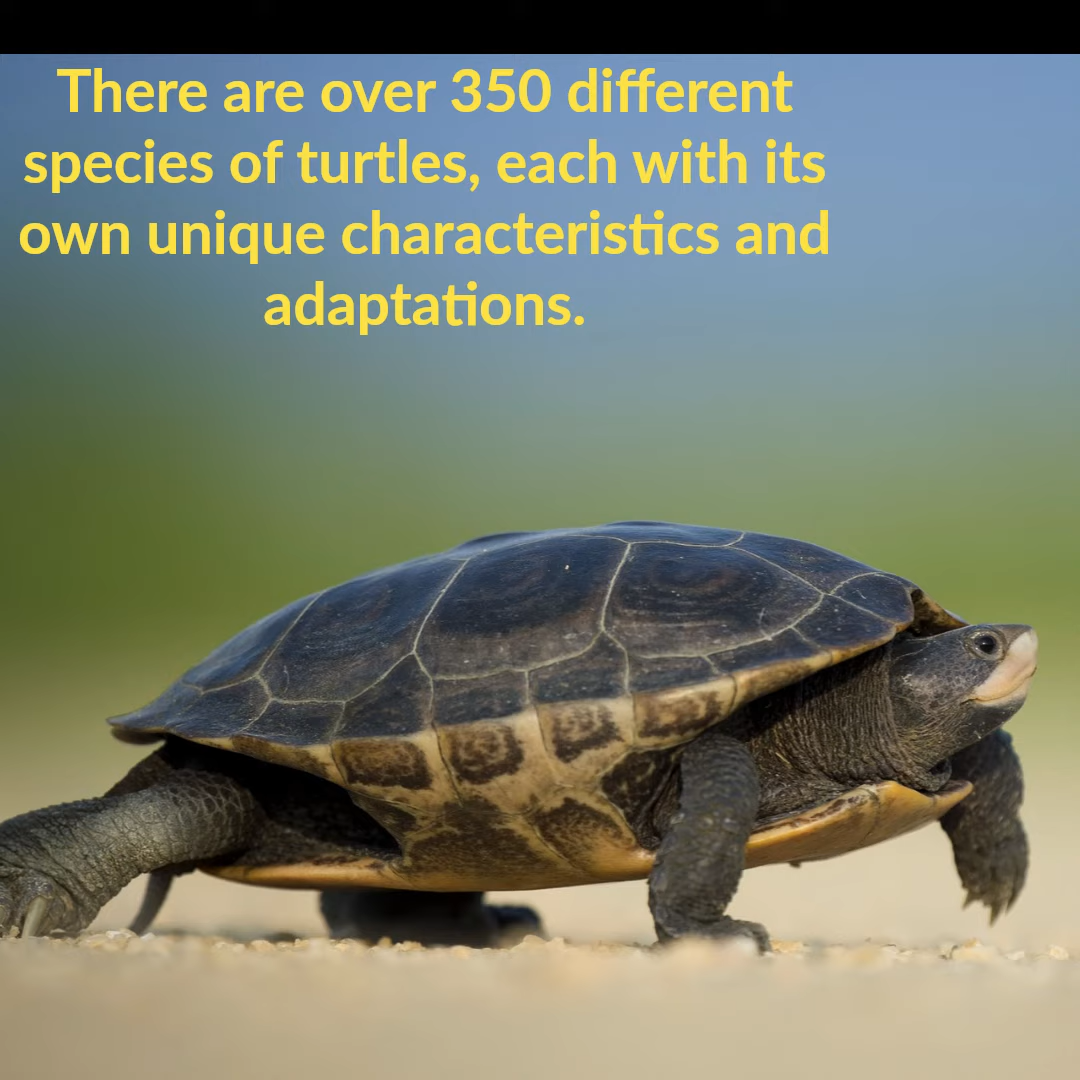 There are over 350 different
species of turtles, each with its
own unique characteristics and
adaptations.